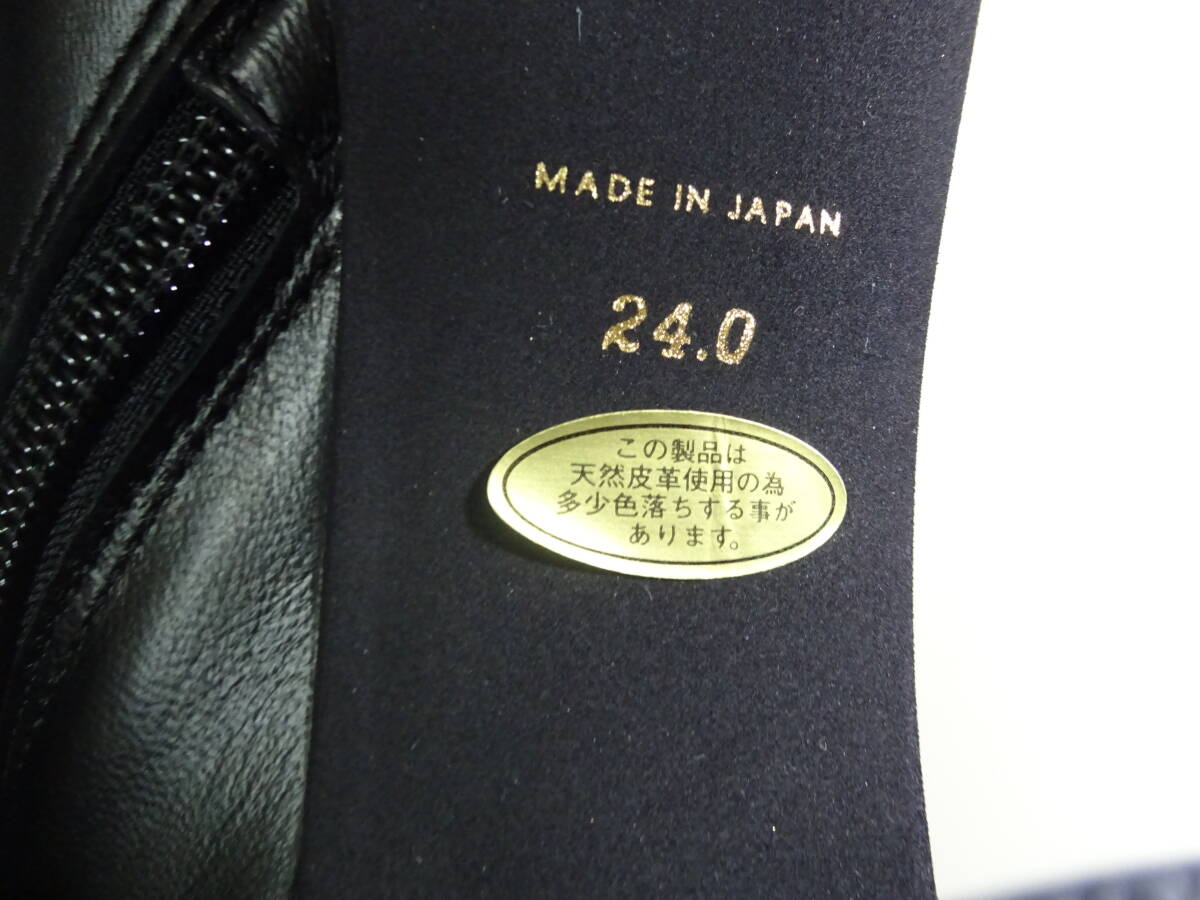 MADE IN JAPAN
24.0
この製品は
天然皮革使用の為
多少色落ちする事が
あります。